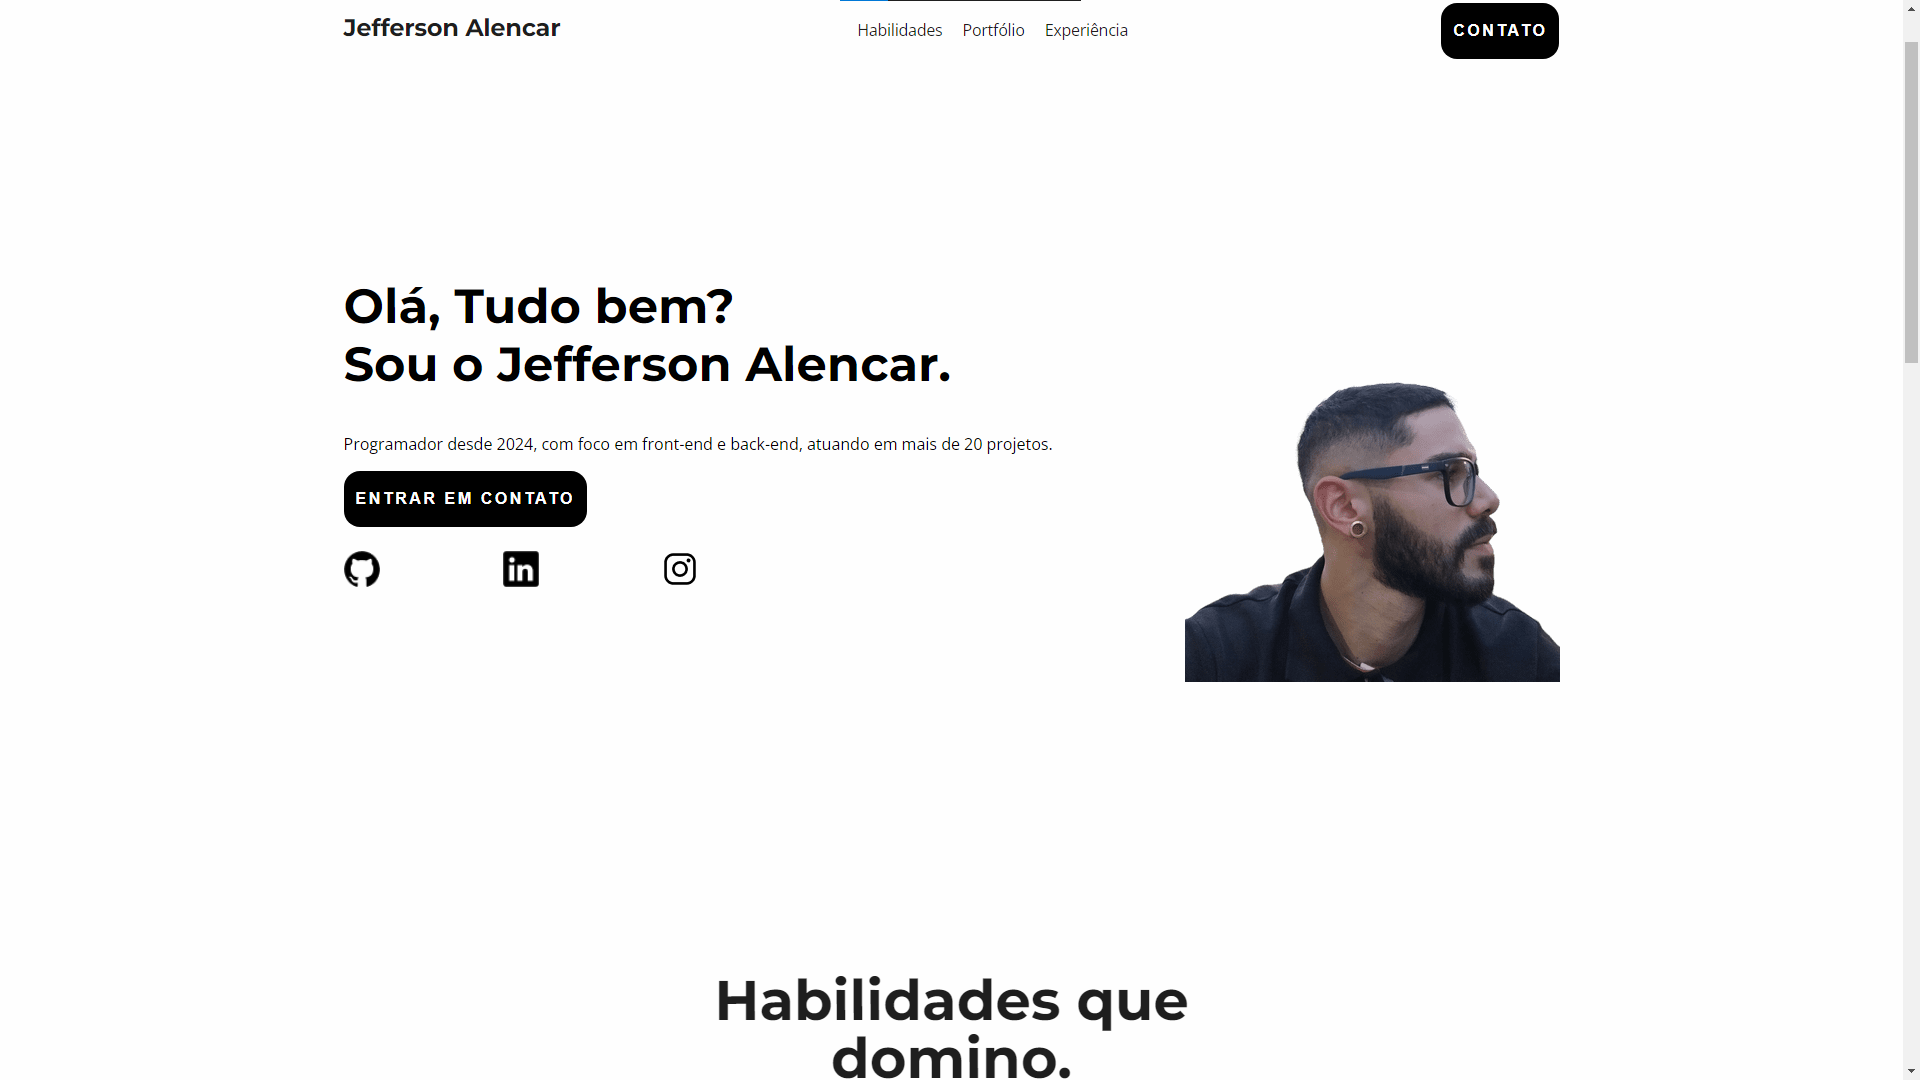 Jefferson Alencar
Habilidades Portfólio Experiência
CONTATO
Olá, Tudo bem?
Sou o Jefferson Alencar.
Programador desde 2024, com foco em front-end e back-end, atuando em mais de 20 projetos.
ENTRAR EM CONTATO
in
Habilidades que
domino.